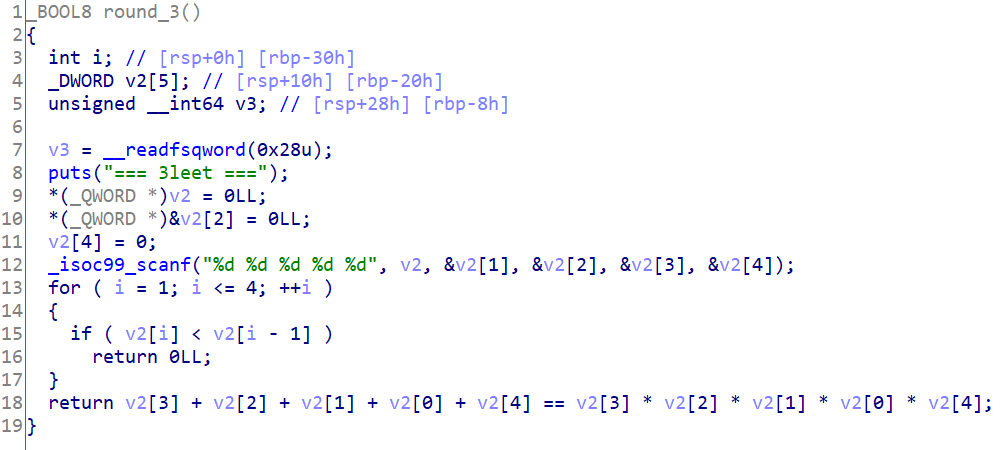 1 _BOOL8 round_3()
2 {
3   int i; // [rsp+0h] [rbp-30h]
4   _DWORD v2[5]; // [rsp+10h] [rbp-20h]
5   unsigned __int64 v3; // [rsp+28h] [rbp-8h]
6
7   v3 = __readfsqword(0x28u);
8   puts("=== 3leet ===");
9   *(_QWORD *)v2 = 0LL;
10   *(_QWORD *)&v2[2] = 0LL;
11   v2[4] = 0;
12   _isoc99_scanf("%d %d %d %d %d", v2, &v2[1], &v2[2], &v2[3], &v2[4]);
13   for ( i = 1; i <= 4; ++i )
14   {
15     if ( v2[i] < v2[i - 1] )
16       return 0LL;
17   }
18   return v2[3] + v2[2] + v2[1] + v2[0] + v2[4] == v2[3] * v2[2] * v2[1] * v2[0] * v2[4];
19 }